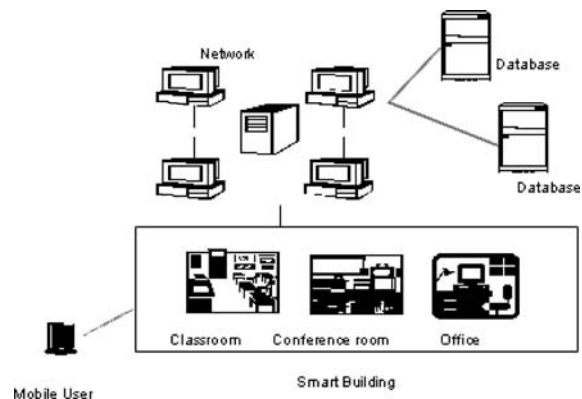 Network
Database
Database
Classroom
Conference room
Office
Smart Building
Mobile User